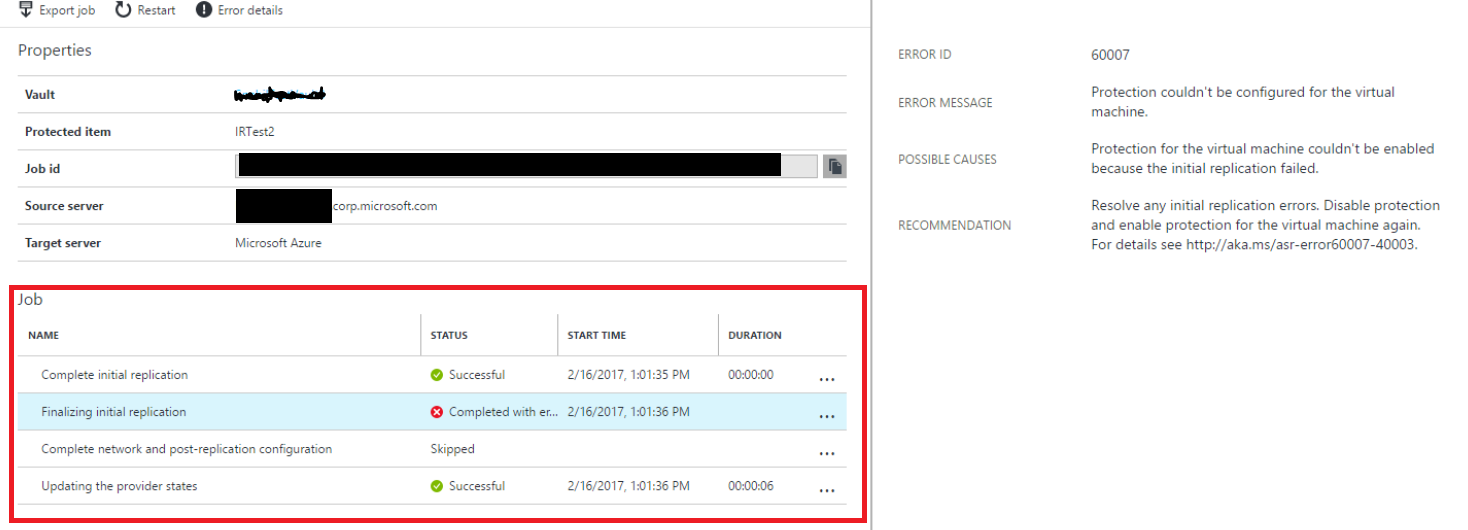 Export job Restart Error details
Properties
Vault
Protected item IRTest2
Job id
Source server corp.microsoft.com
Target server Microsoft Azure
Job
NAME STATUS START TIME DURATION
Complete initial replication Successful 2/16/2017, 1:01:35 PM 00:00:00 ...
Finalizing initial replication Completed with er... 2/16/2017, 1:01:36 PM ...
Complete network and post-replication configuration Skipped ...
Updating the provider states Successful 2/16/2017, 1:01:36 PM 00:00:06 ...
ERROR ID 60007
ERROR MESSAGE Protection couldn't be configured for the virtual
machine.
POSSIBLE CAUSES Protection for the virtual machine couldn't be enabled
because the initial replication failed.
RECOMMENDATION Resolve any initial replication errors. Disable protection
and enable protection for the virtual machine again.
For details see http://aka.ms/asr-error60007-40003.